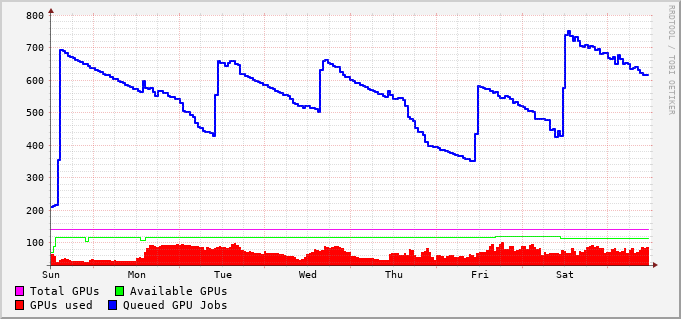 800
700
600
500
400
300
200
100
Sun Mon Tue Wed Thu Fri Sat
Total GPUs Available GPUs
GPUs used Queued GPU Jobs
RRDTOOL / TOBI OETIKER